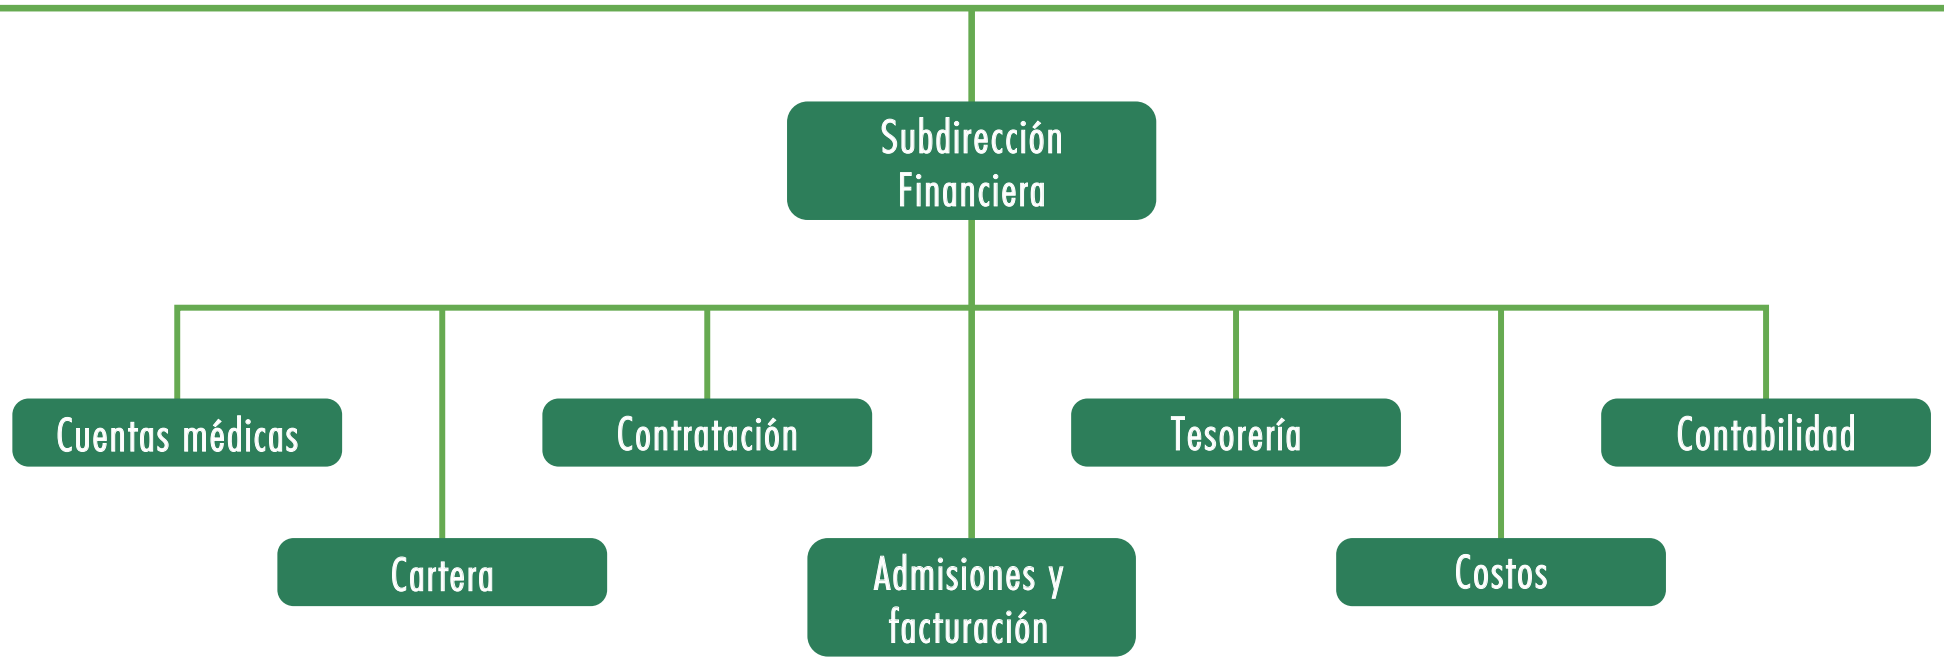 Subdirección
Financiera
Cuentas médicas
Contratación
Tesorería
Contabilidad
Cartera
Admisiones y
facturación
Costos